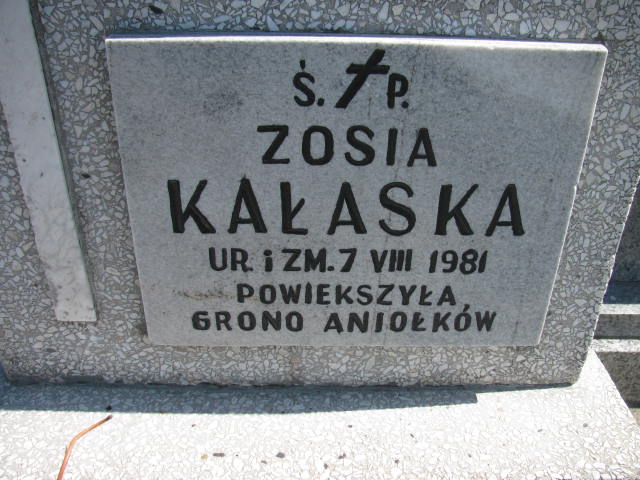 Ś. P.
ZOSIA
KAŁASKA
UR. i ZM. 7 VIII 1981
POWIEKSZYŁA
GRONO ANIOŁKÓW